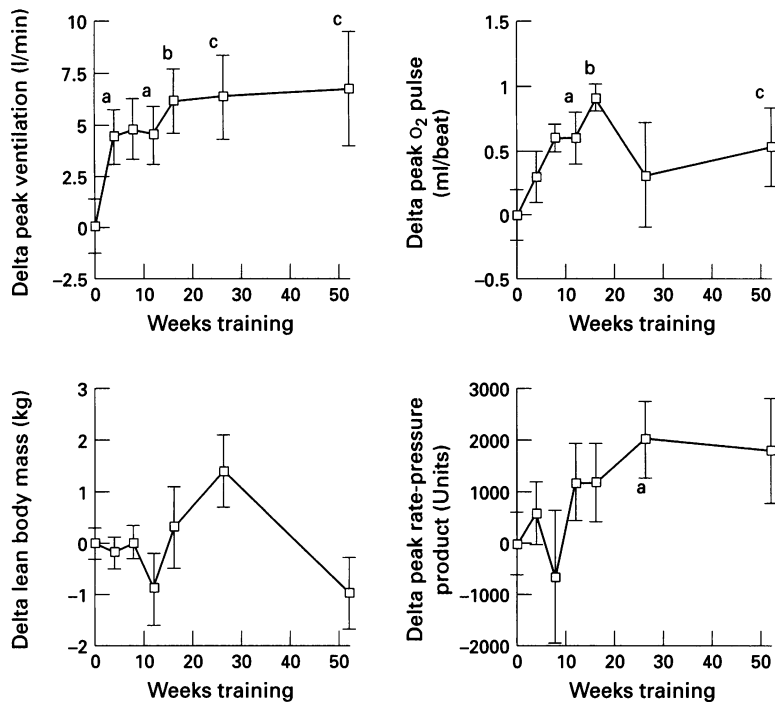 Delta peak ventilation (l/min)
10
7.5
5
2.5
0
−2.5
a
a
b
c
c
0 10 20 30 40 50
Weeks training
Delta peak O2 pulse
(ml/beat)
1.5
1
0.5
0
−0.5
a
b
c
0 10 20 30 40 50
Weeks training
Delta lean body mass (kg)
3
2
1
0
−1
−2
0 10 20 30 40 50
Weeks training
Delta peak rate-pressure
product (Units)
3000
2000
1000
0
−1000
−2000
a
0 10 20 30 40 50
Weeks training